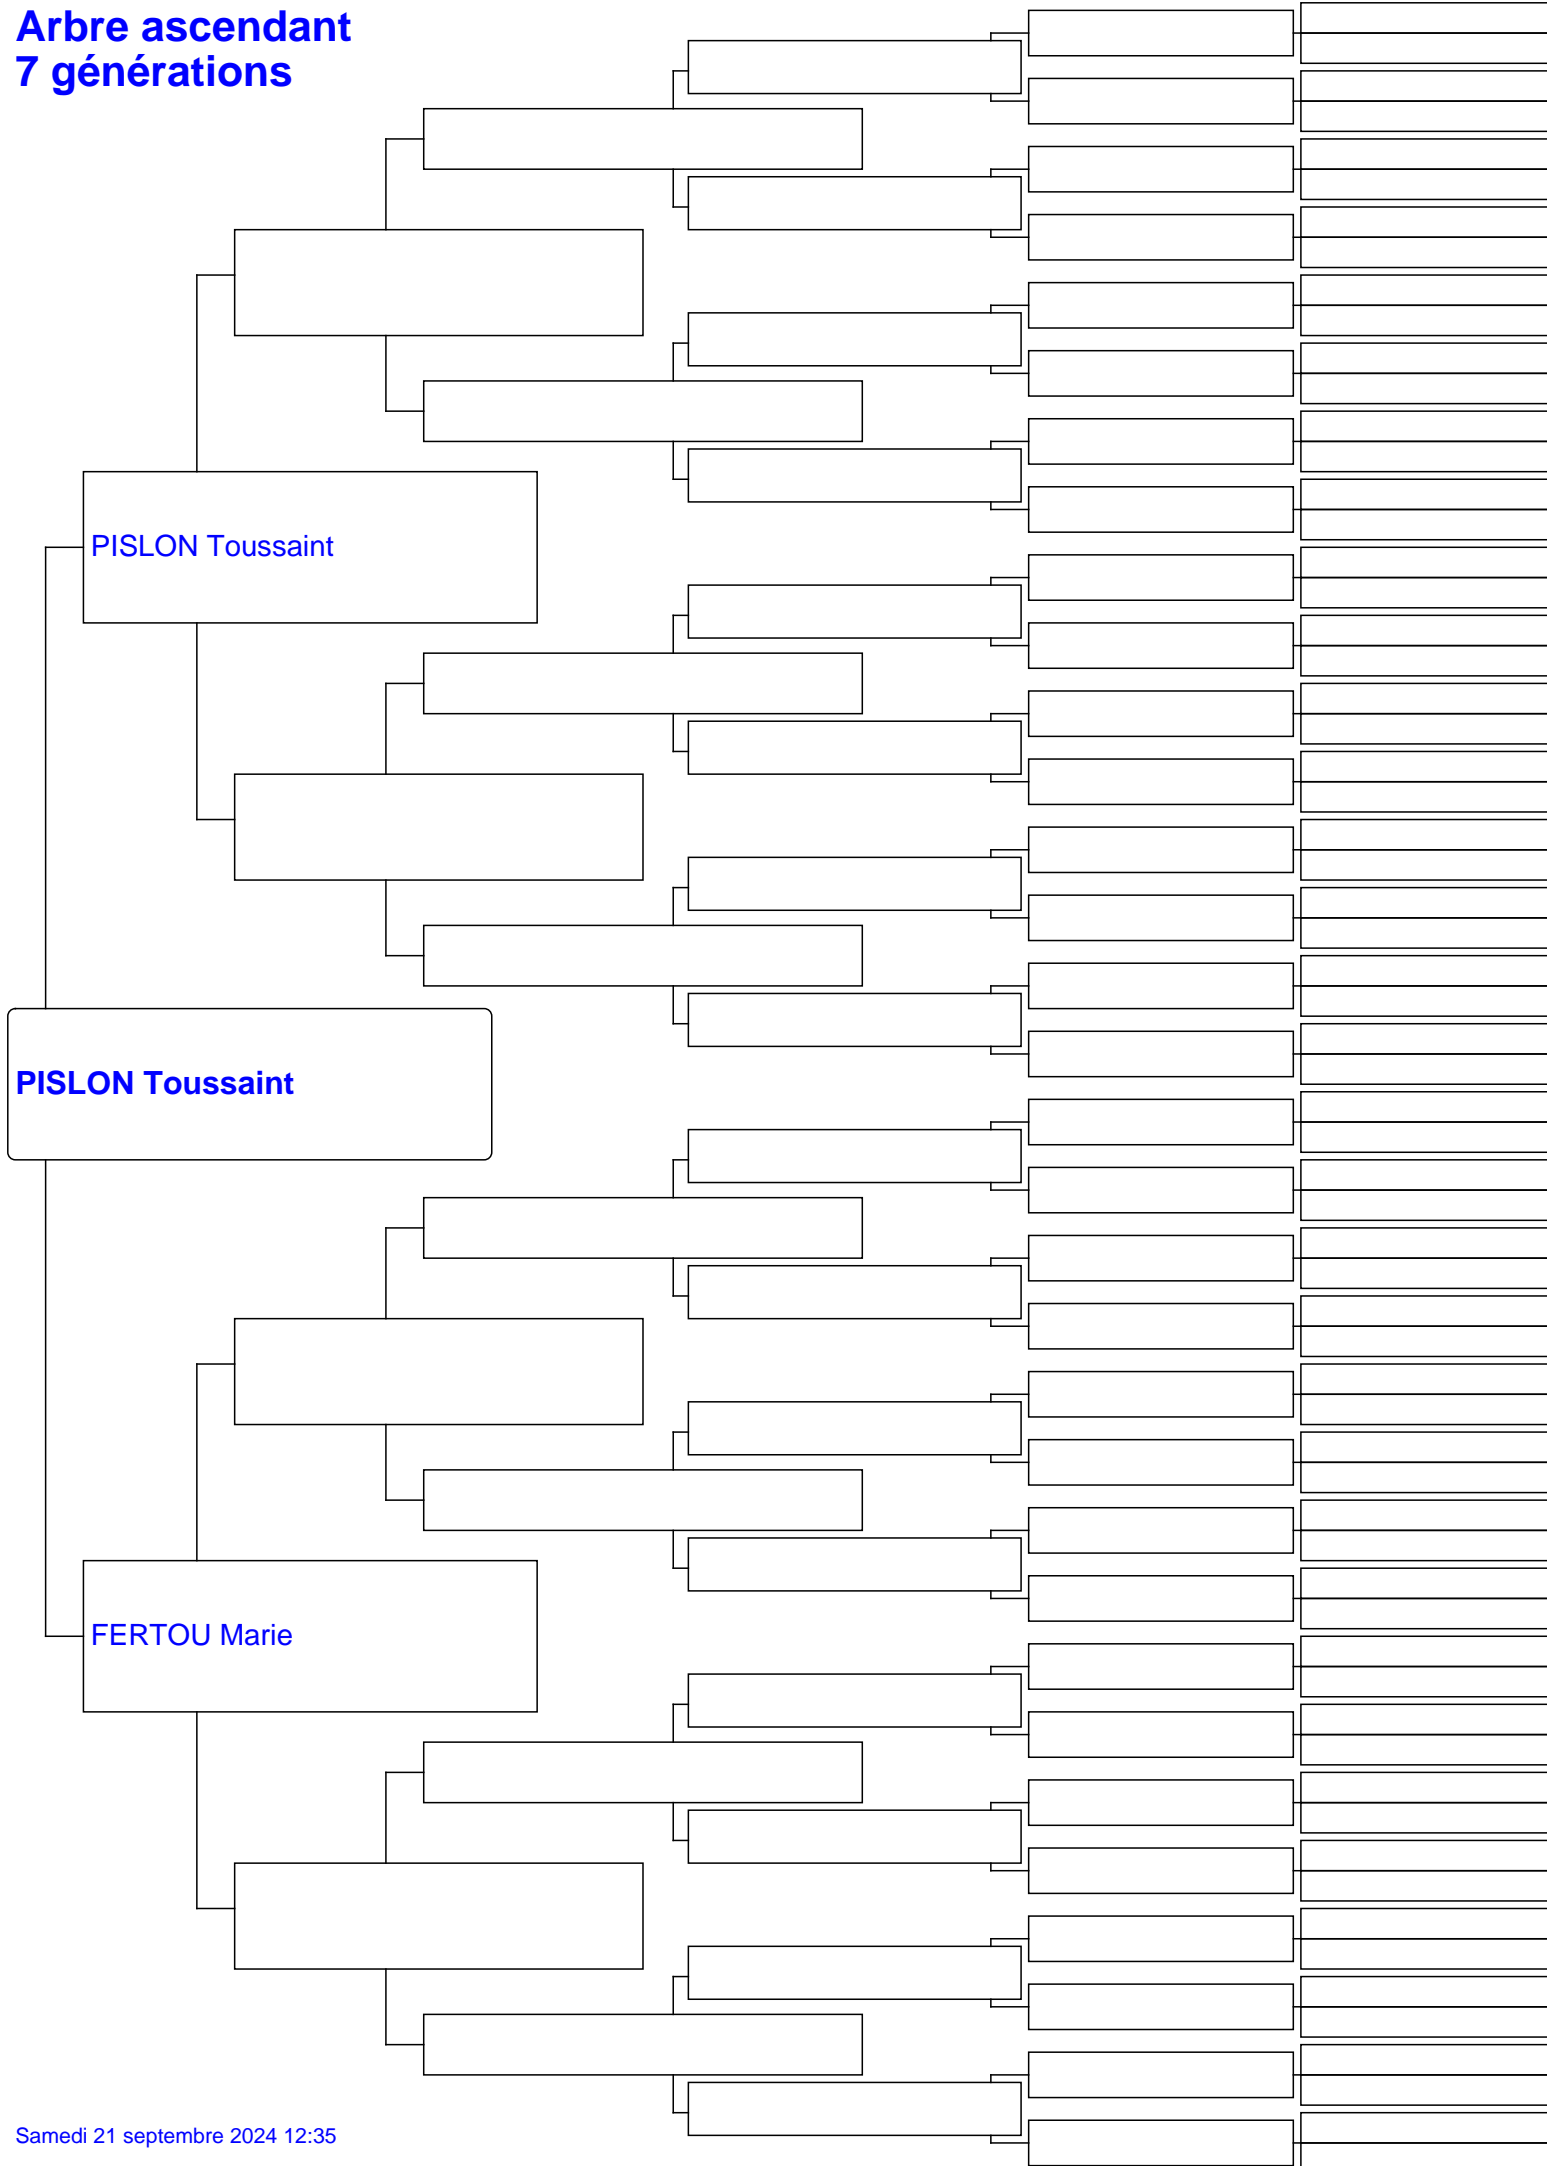 Arbre ascendant
7 générations
PISLON Toussaint
PISLON Toussaint
FERTOU Marie
Samedi 21 septembre 2024 12:35